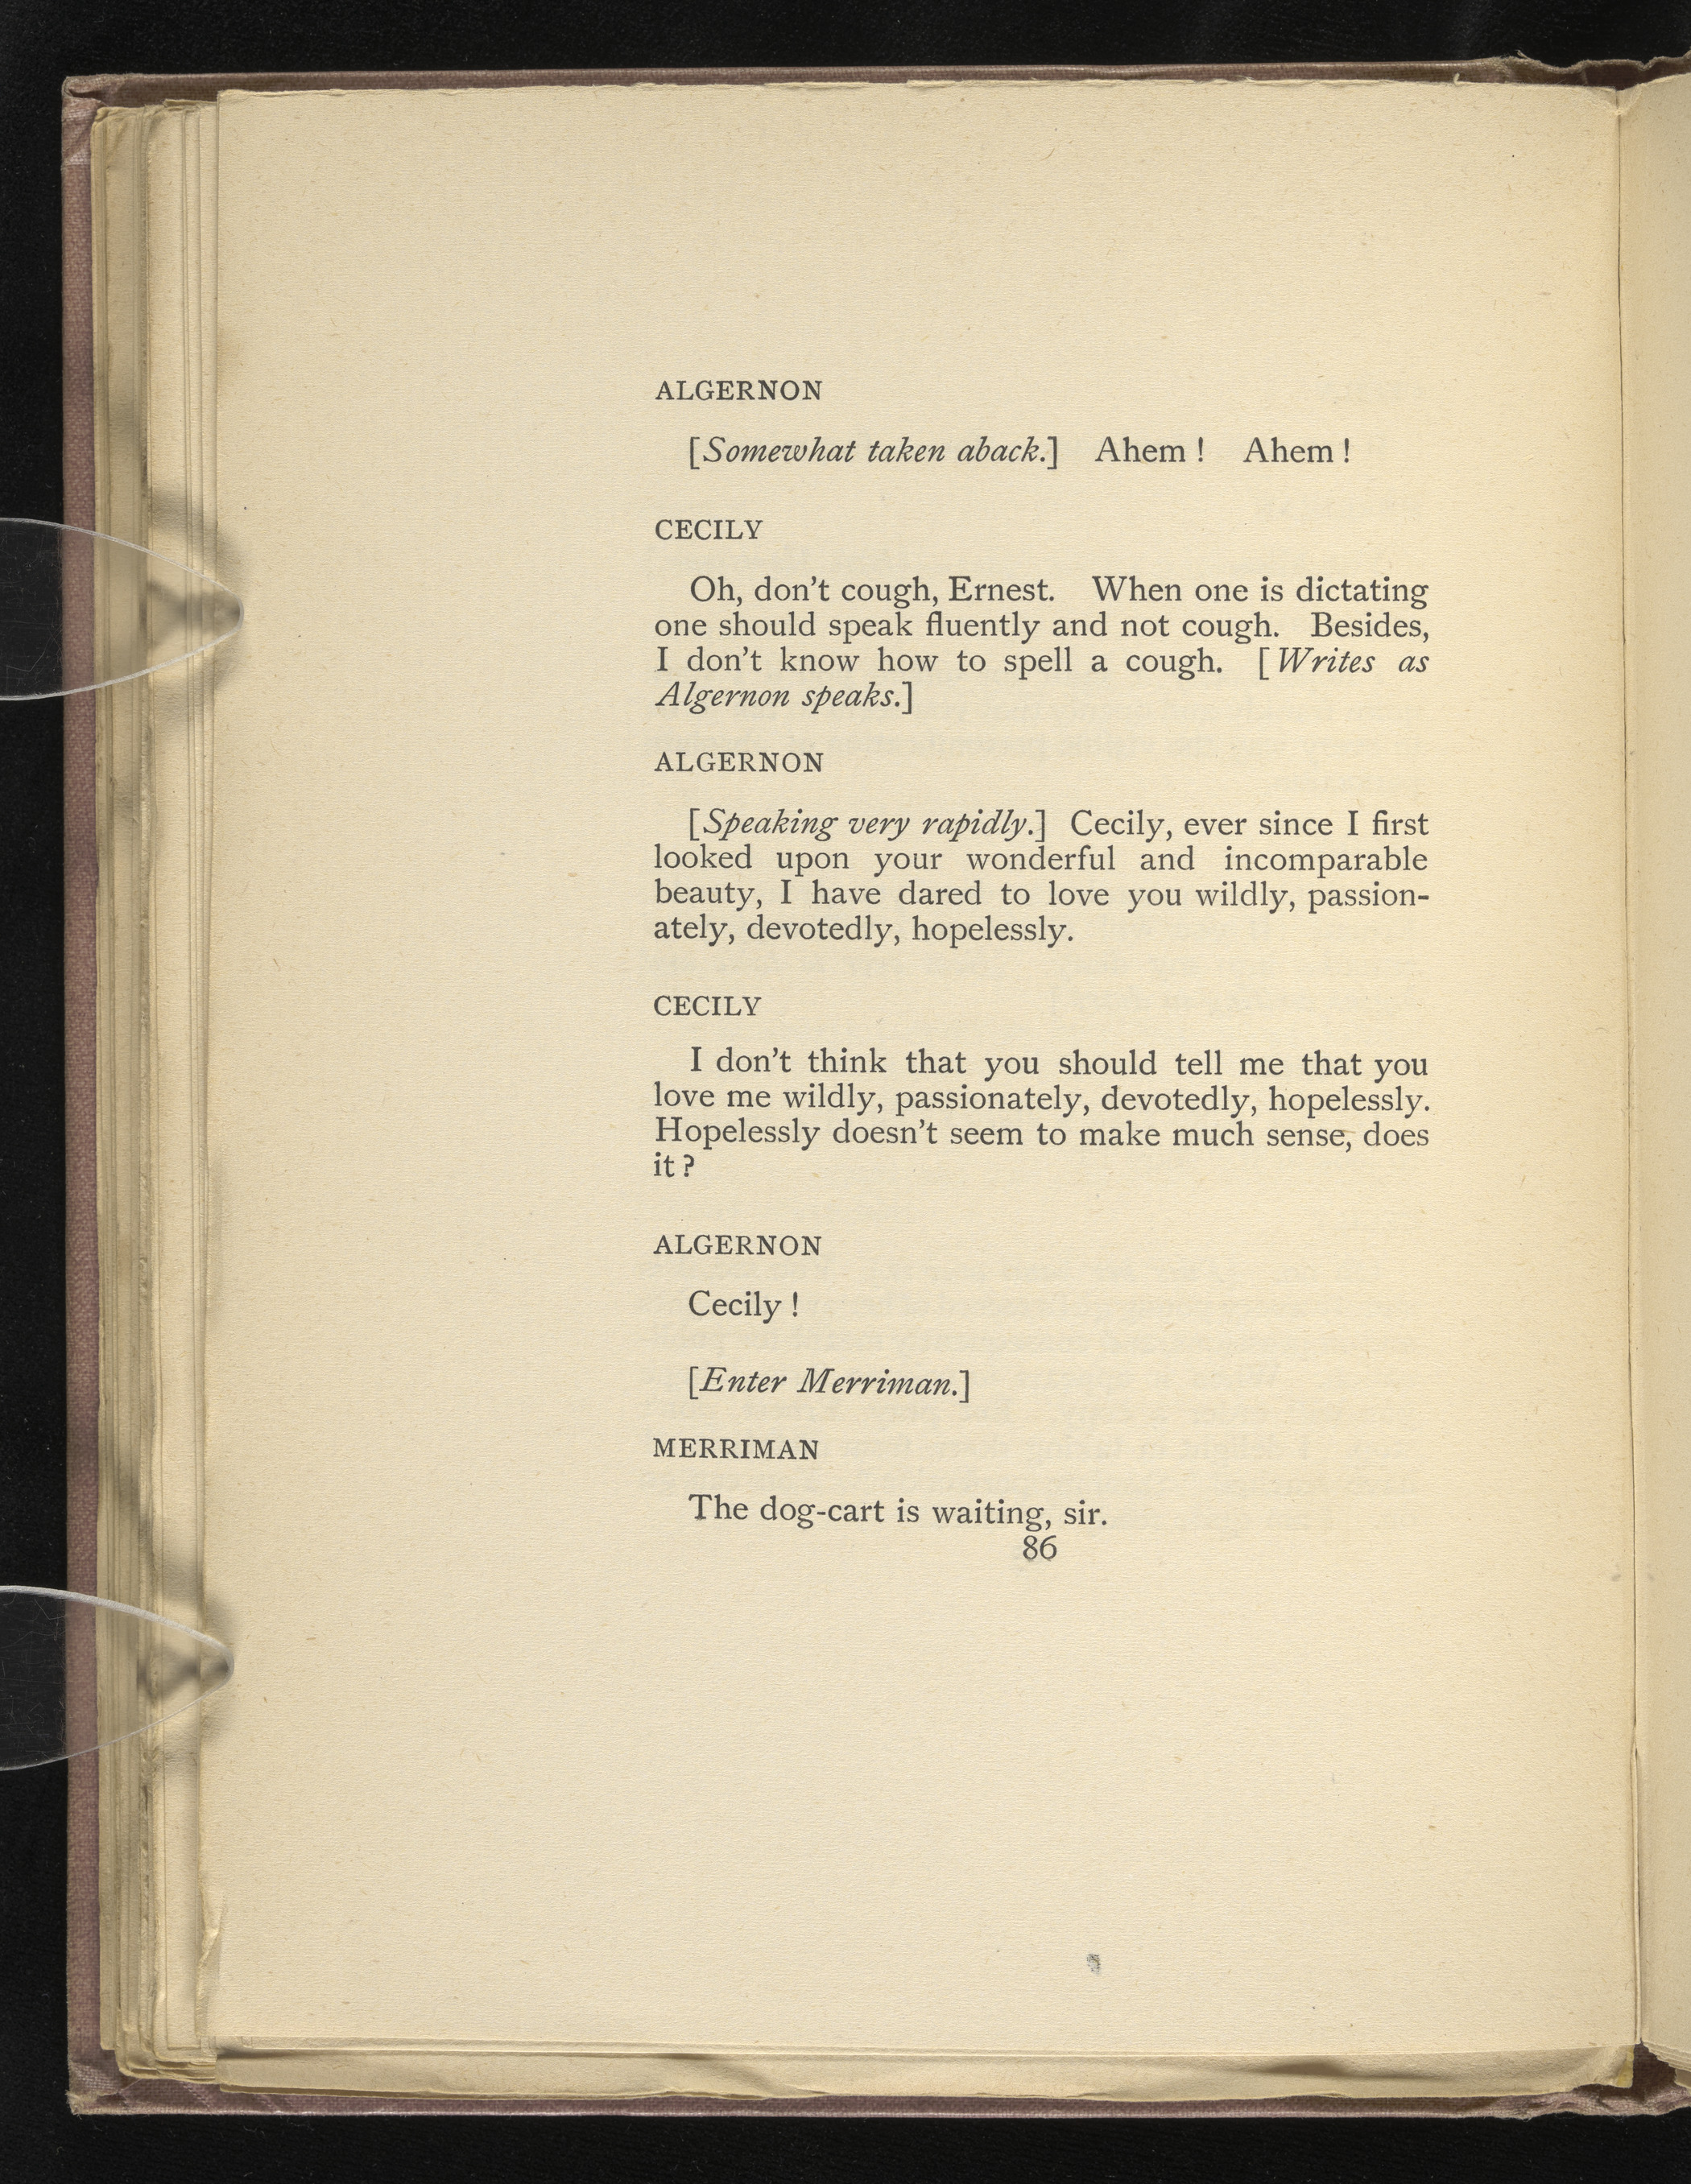 ALGERNON
[Somewhat taken aback.] Ahem ! Ahem !
CECILY
Oh, don't cough, Ernest. When one is dictating
one should speak fluently and not cough. Besides,
I don't know how to spell a cough. [Writes as
Algernon speaks.]
ALGERNON
[Speaking very rapidly.] Cecily, ever since I first
looked upon your wonderful and incomparable
beauty, I have dared to love you wildly, passion-
ately, devotedly, hopelessly.
CECILY
I don't think that you should tell me that you
love me wildly, passionately, devotedly, hopelessly.
Hopelessly doesn't seem to make much sense, does
it ?
ALGERNON
Cecily !
[Enter Merriman.]
MERRIMAN
The dog-cart is waiting, sir.
86